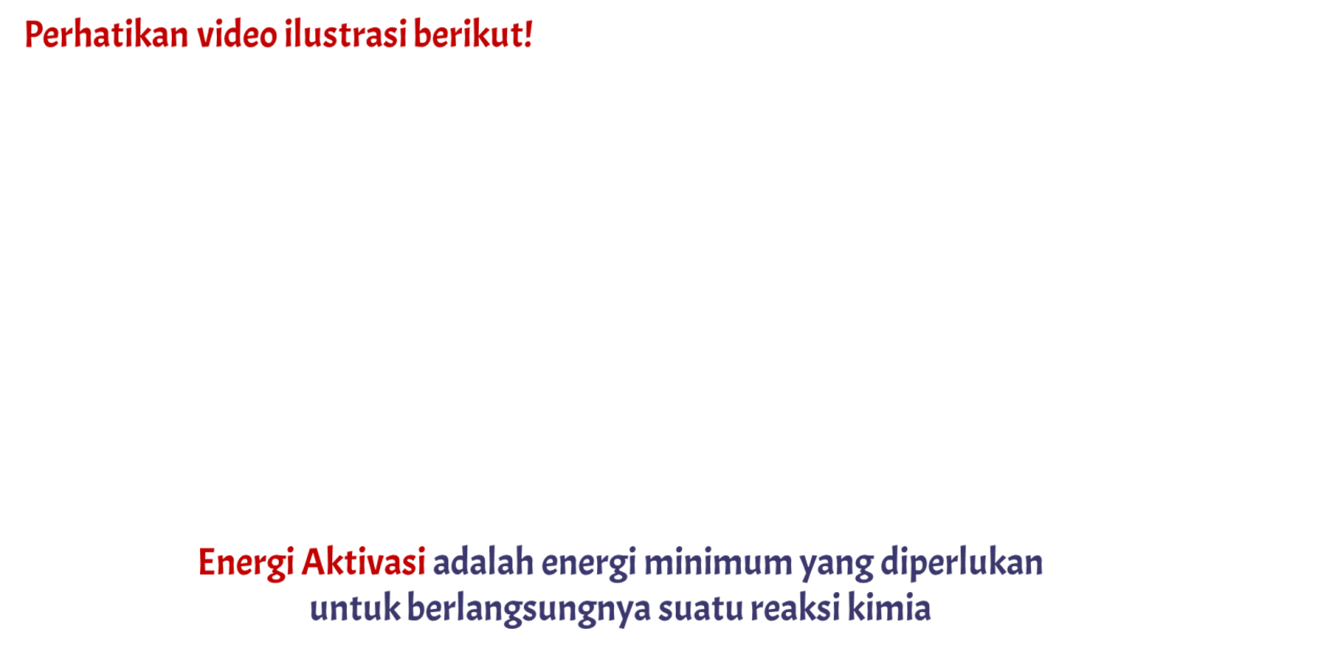 Perhatikan video ilustrasi berikut!
Energi Aktivasi adalah energi minimum yang diperlukan
untuk berlangsungnya suatu reaksi kimia